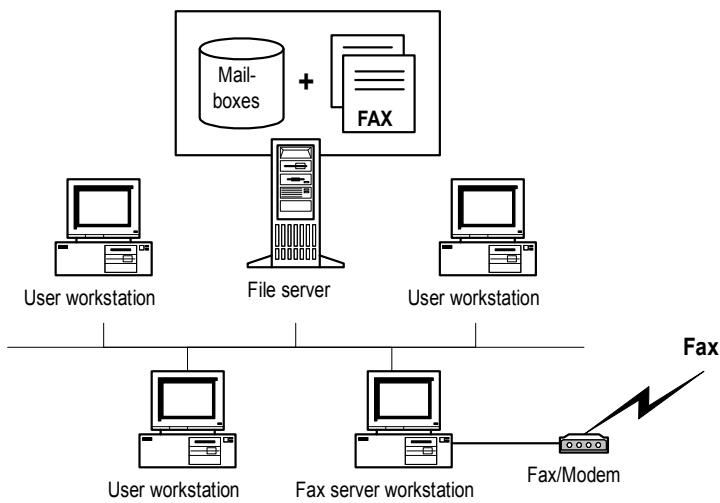 Mail-
boxes
+
FAX
User workstation
File server
User workstation
Fax
User workstation
Fax server workstation
Fax/Modem